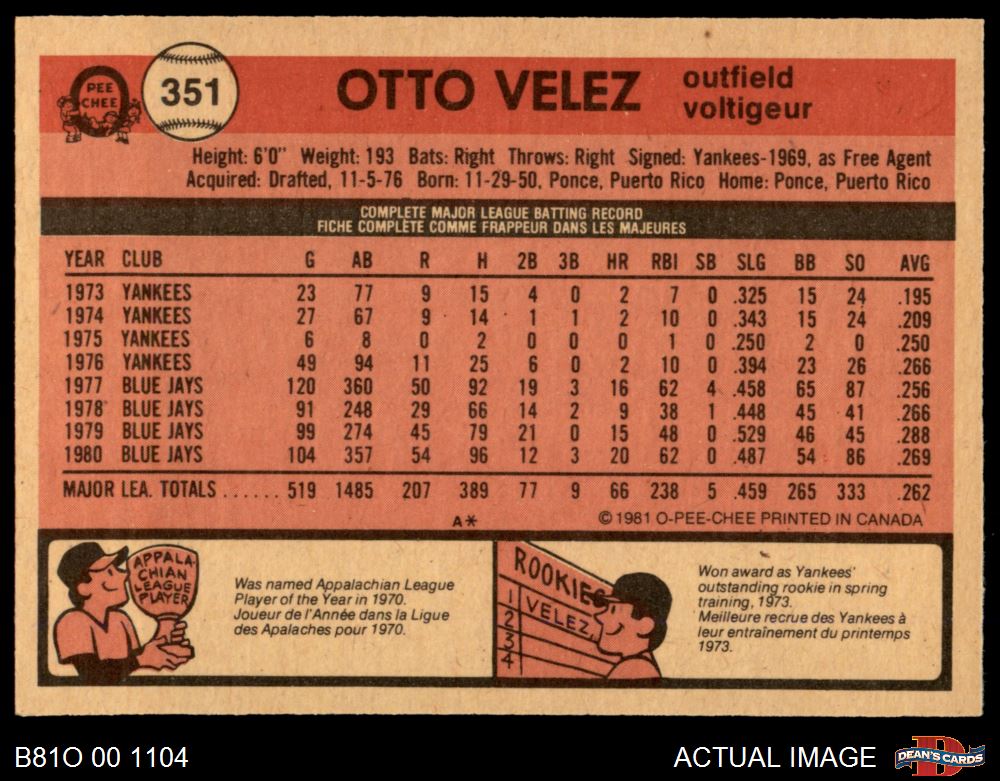 PEE
CHEE
351
OTTO VELEZ
outfield
voltigeur
Height: 6'0" Weight: 193 Bats: Right Throws: Right Signed: Yankees-1969, as Free Agent
Acquired: Drafted, 11-5-76 Born: 11-29-50, Ponce, Puerto Rico Home: Ponce, Puerto Rico
COMPLETE MAJOR LEAGUE BATTING RECORD
FICHE COMPLÈTE COMME FRAPPEUR DANS LES MAJEURES
YEAR CLUB G AB R H 2B 3B HR RBI SB SLG BB SO AVG
1973 YANKEES 23 77 9 15 4 0 2 7 0 .325 15 24 .195
1974 YANKEES 27 67 9 14 1 1 2 10 0 .343 15 24 .209
1975 YANKEES 6 8 0 2 0 0 0 1 0 .250 2 0 .250
1976 YANKEES 49 94 11 25 6 0 2 10 0 .394 23 26 .266
1977 BLUE JAYS 120 360 50 92 19 3 16 62 4 .458 65 87 .256
1978 BLUE JAYS 91 248 29 66 14 2 9 38 1 .448 45 41 .266
1979 BLUE JAYS 99 274 45 79 21 0 15 48 0 .529 46 45 .288
1980 BLUE JAYS 104 357 54 96 12 3 20 62 0 .487 54 86 .269
MAJOR LEA. TOTALS ...... 519 1485 207 389 77 9 66 238 5 .459 265 333 .262
A* ©1981 O-PEE-CHEE PRINTED IN CANADA
APPALA-
CHIAN
LEAGUE
PLAYER
Was named Appalachian League
Player of the Year in 1970.
Joueur de l'Année dans la Ligue
des Apalaches pour 1970.
ROOKIES
1 VELEZ
2
3
4
Won award as Yankees'
outstanding rookie in spring
training, 1973.
Meilleure recrue des Yankees à
leur entraînement du printemps
1973.
B81O 00 1104
ACTUAL IMAGE
D
DEAN'S CARDS